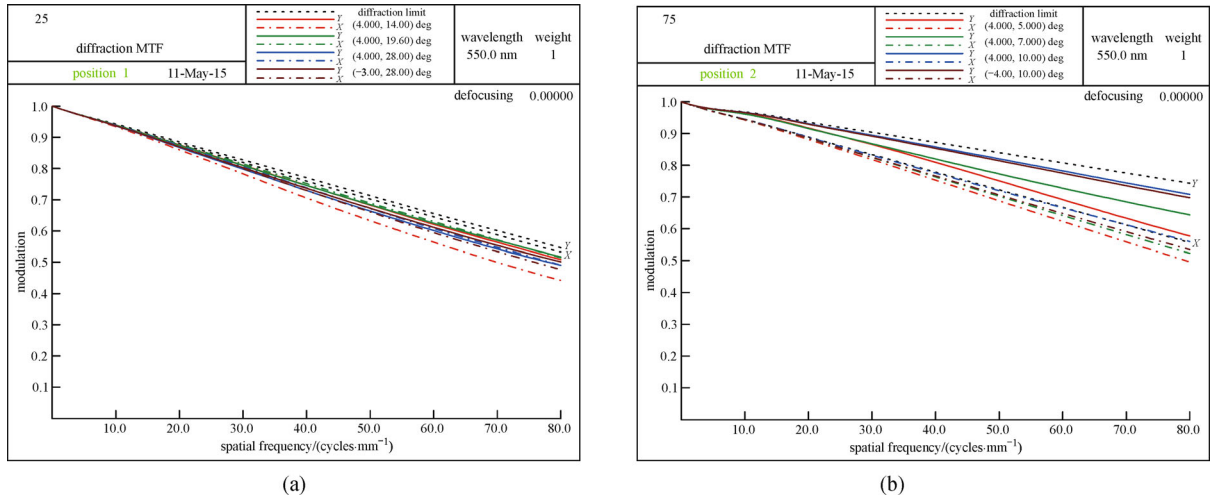 25
diffraction MTF
position 1 11-May-15
diffraction limit
Y
X (4.000, 14.00) deg
Y
X (4.000, 19.60) deg
Y
X (4.000, 28.00) deg
Y
X (−3.00, 28.00) deg
wavelength weight
550.0 nm 1
defocusing 0.00000
modulation
1.0
0.9
0.8
0.7
0.6
0.5
0.4
0.3
0.2
0.1
Y
X
10.0 20.0 30.0 40.0 50.0 60.0 70.0 80.0
spatial frequency/(cycles·mm⁻¹)
(a)
75
diffraction MTF
position 2 11-May-15
diffraction limit
Y
X (4.000, 5.000) deg
Y
X (4.000, 7.000) deg
Y
X (4.000, 10.00) deg
Y
X (−4.00, 10.00) deg
wavelength weight
550.0 nm 1
defocusing 0.00000
modulation
1.0
0.9
0.8
0.7
0.6
0.5
0.4
0.3
0.2
0.1
Y
X
10.0 20.0 30.0 40.0 50.0 60.0 70.0 80.0
spatial frequency/(cycles·mm⁻¹)
(b)